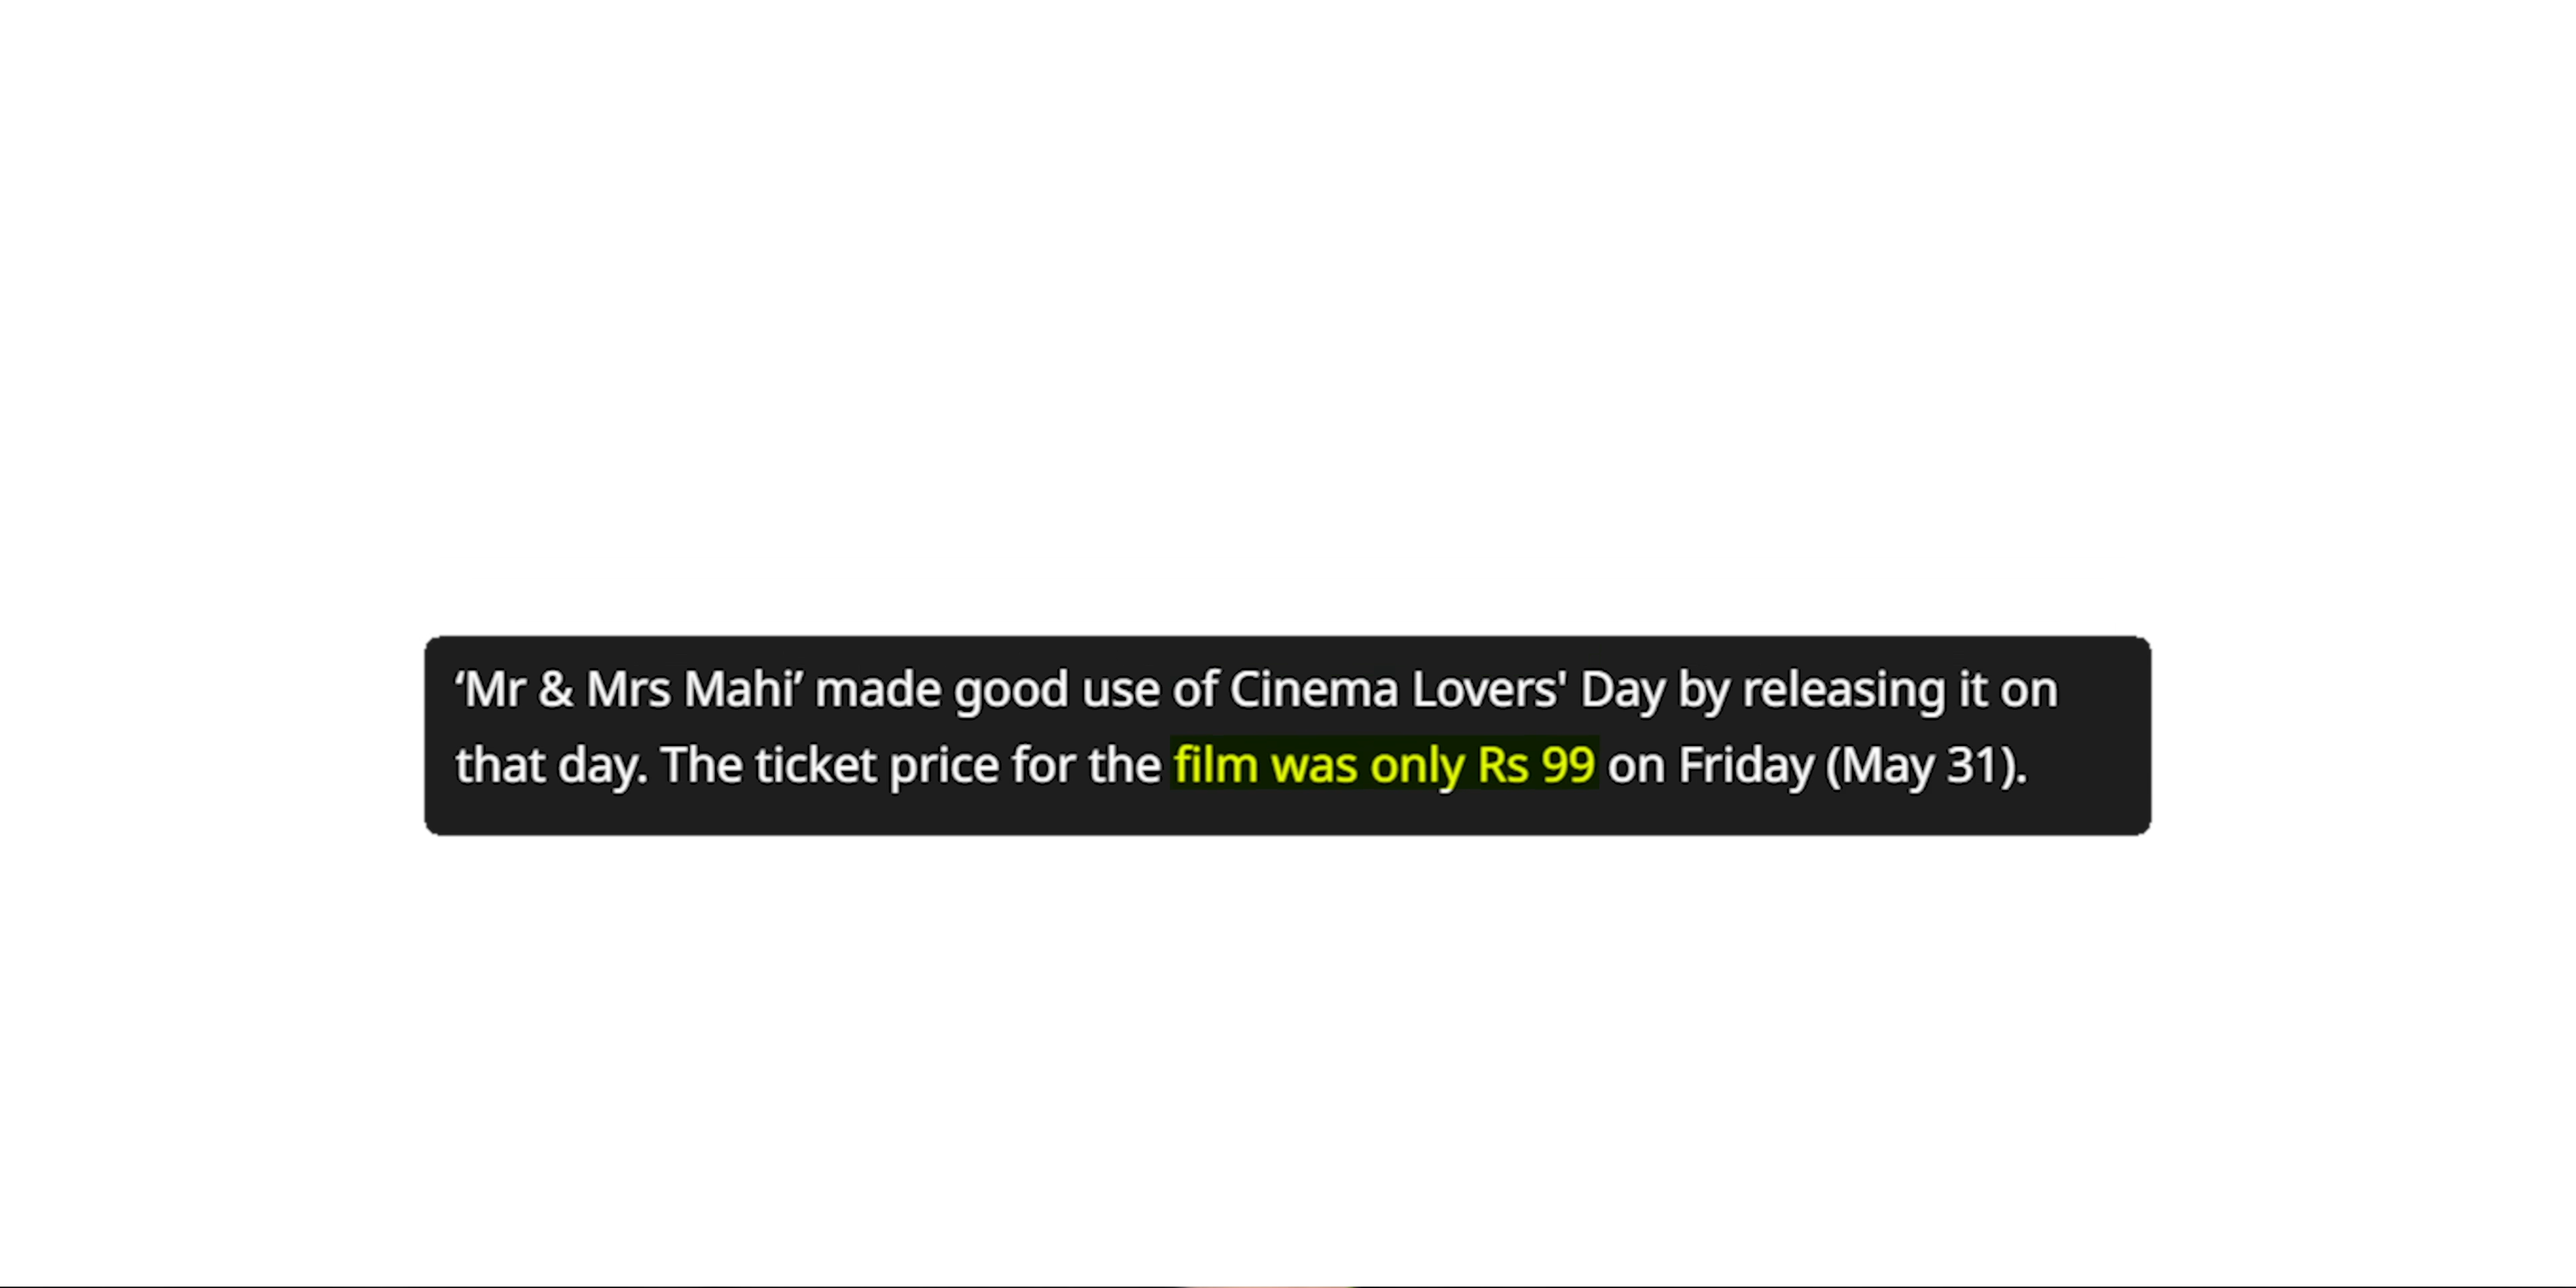 ‘Mr & Mrs Mahi’ made good use of Cinema Lovers' Day by releasing it on
that day. The ticket price for the film was only Rs 99 on Friday (May 31).